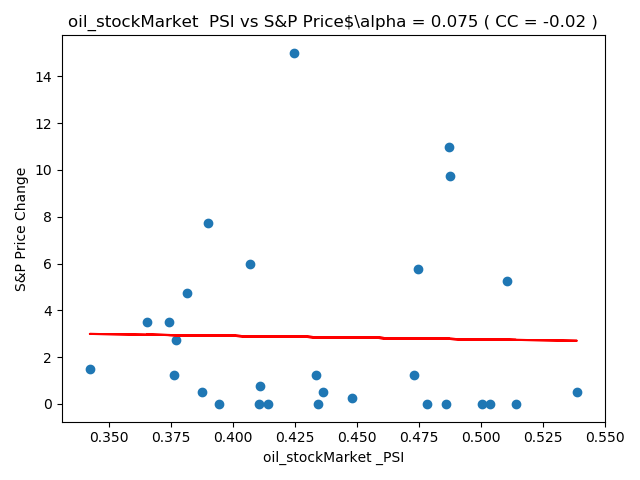 oil_stockMarket  PSI vs S&P Price$\alpha = 0.075 ( CC = -0.02 )
S&P Price Change
14
12
10
8
6
4
2
0
0.350 0.375 0.400 0.425 0.450 0.475 0.500 0.525 0.550
oil_stockMarket _PSI